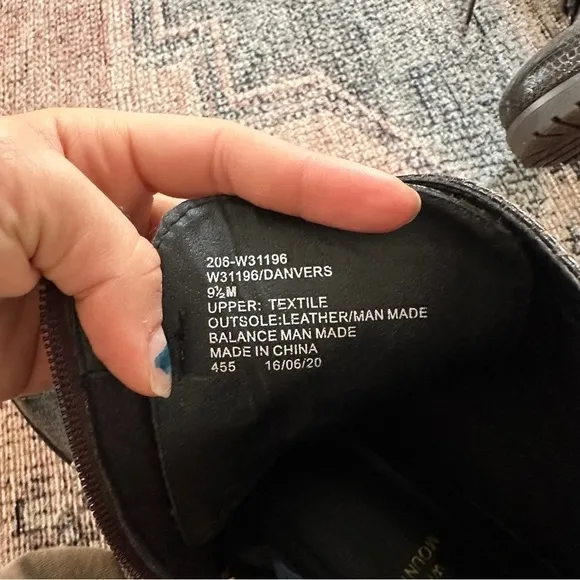 206-W31196
W31196/DANVERS
9½M
UPPER: TEXTILE
OUTSOLE:LEATHER/MAN MADE
BALANCE MAN MADE
MADE IN CHINA
455 16/06/20
MOUN